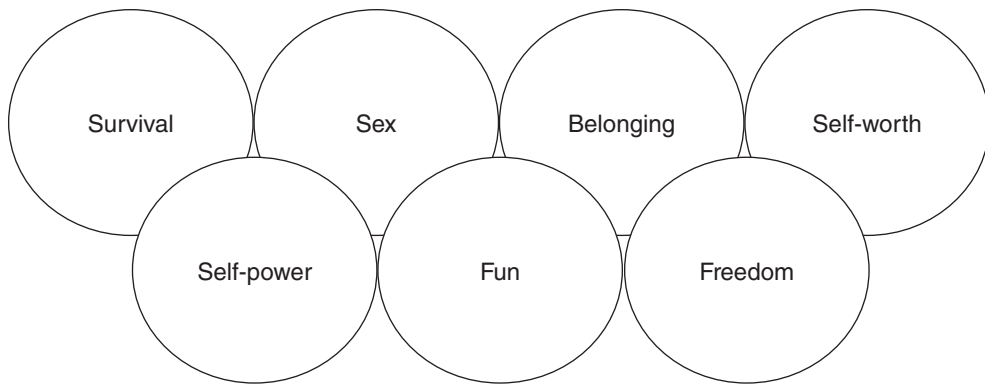 Survival
Sex
Belonging
Self-worth
Self-power
Fun
Freedom